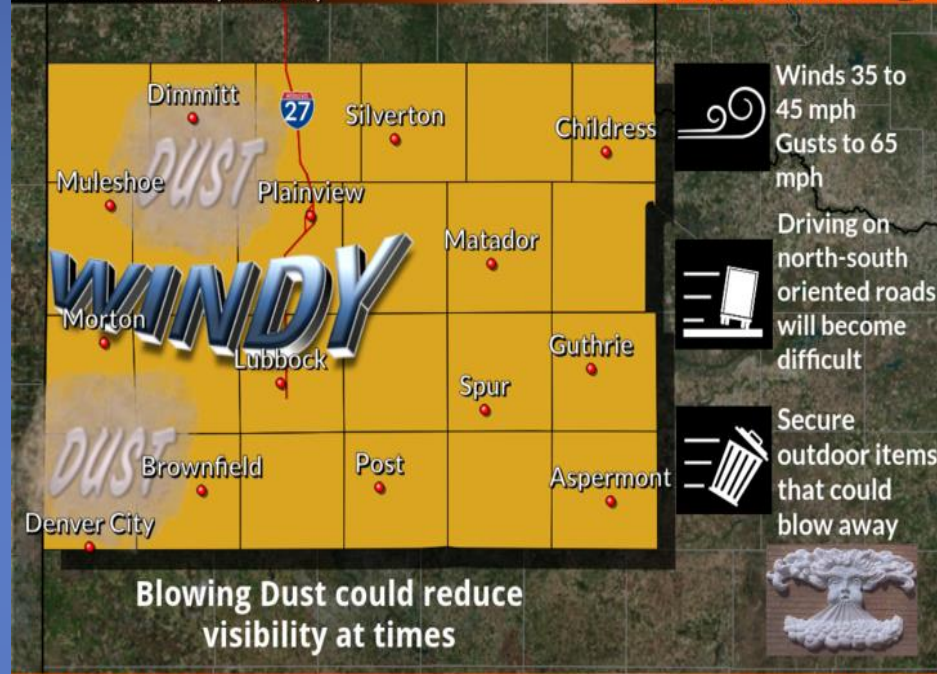 Dimmitt
27
Silverton
Childress
DUST
Muleshoe
Plainview
Matador
WINDY
Morton
Lubbock
Guthrie
Spur
DUST
Brownfield
Post
Aspermont
Denver City
Blowing Dust could reduce
visibility at times
Winds 35 to
45 mph
Gusts to 65
mph
Driving on
north-south
oriented roads
will become
difficult
Secure
outdoor items
that could
blow away